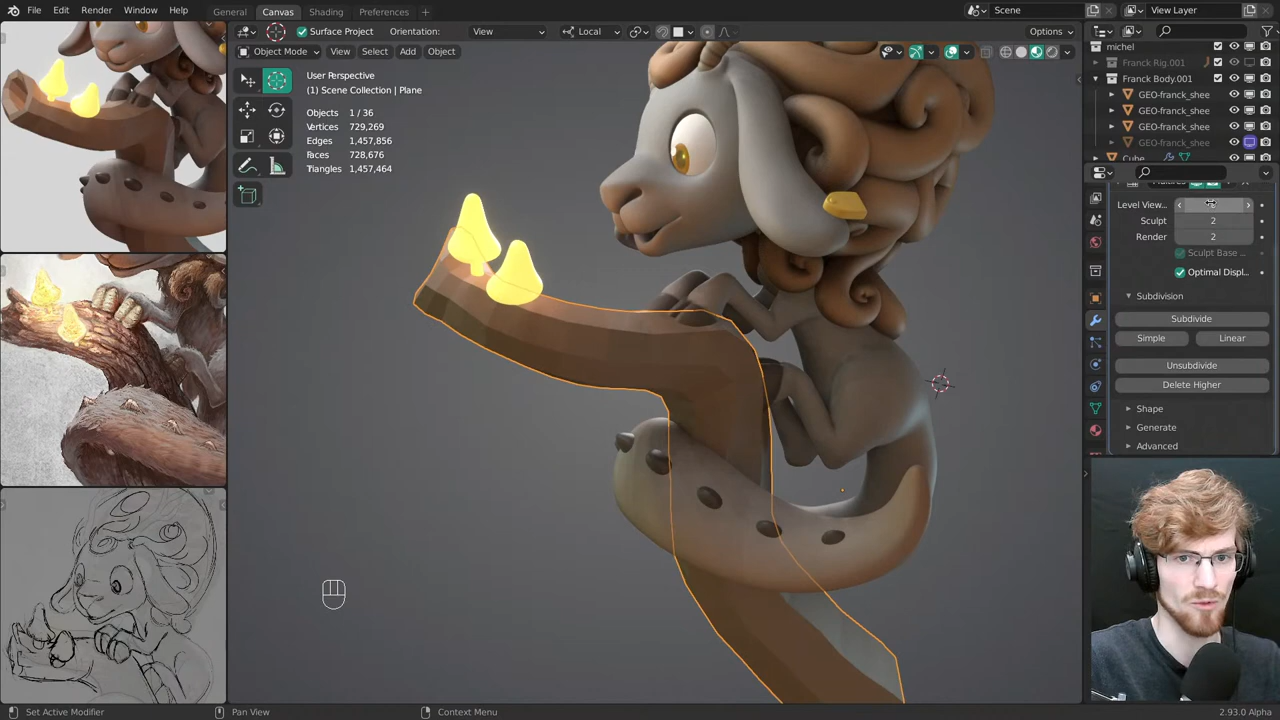 File Edit Render Window Help
General Canvas Shading Preferences +
Scene
View Layer
Surface Project Orientation: View Local Options
Object Mode View Select Add Object
User Perspective
(1) Scene Collection | Plane
Objects 1 / 36
Vertices 729,269
Edges 1,457,856
Faces 728,676
Triangles 1,457,464
michel
Franck Rig.001
Franck Body.001
GEO-franck_shee
GEO-franck_shee
GEO-franck_shee
GEO-franck_shee
Cube
Level View...
Sculpt 2
Render 2
Sculpt Base ...
Optimal Displ...
Subdivision
Subdivide
Simple Linear
Unsubdivide
Delete Higher
Shape
Generate
Advanced
Set Active Modifier Pan View Context Menu 2.93.0 Alpha